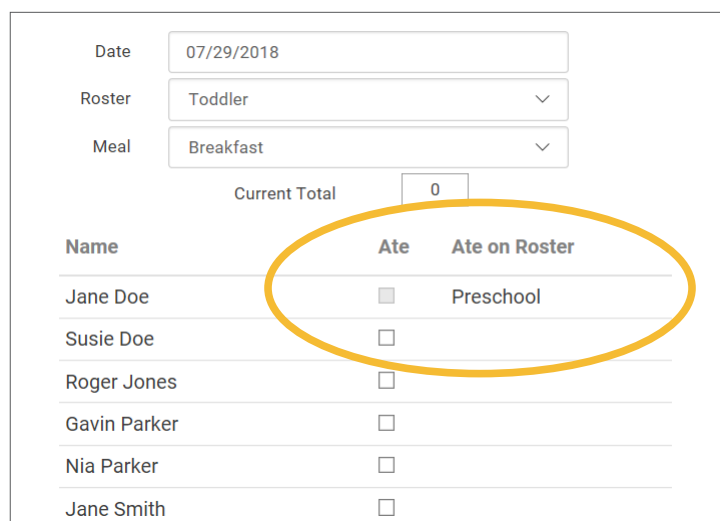 Date 07/29/2018
Roster Toddler
Meal Breakfast
Current Total 0
Name Ate Ate on Roster
Jane Doe Preschool
Susie Doe
Roger Jones
Gavin Parker
Nia Parker
Jane Smith